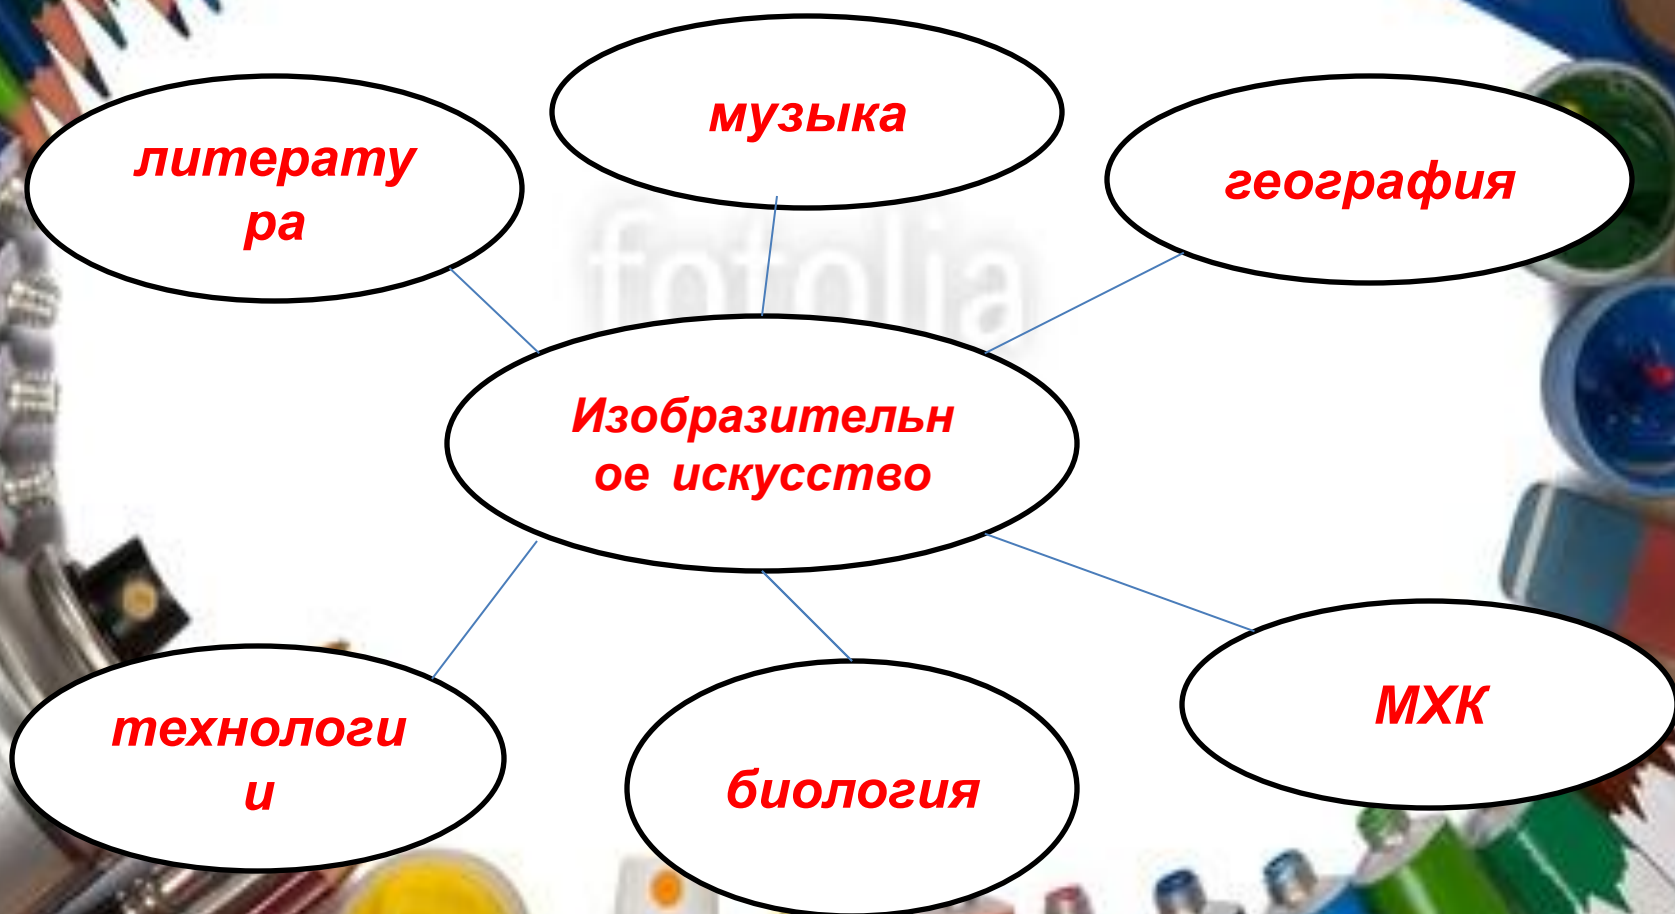 музыка
литерату
ра
география
fotolia
Изобразительн
ое искусство
технологи
и
биология
МХК